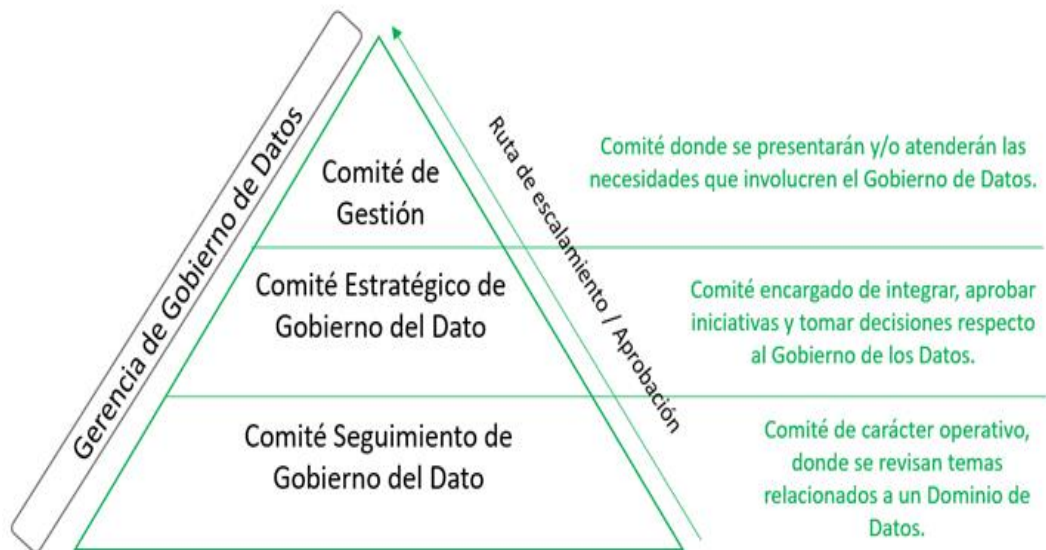 Gerencia de Gobierno de Datos
Comité de
Gestión
Comité Estratégico de
Gobierno del Dato
Comité Seguimiento de
Gobierno del Dato
Ruta de escalamiento / Aprobación
Comité donde se presentarán y/o atenderán las
necesidades que involucren el Gobierno de Datos.
Comité encargado de integrar, aprobar
iniciativas y tomar decisiones respecto
al Gobierno de los Datos.
Comité de carácter operativo,
donde se revisan temas
relacionados a un Dominio de
Datos.